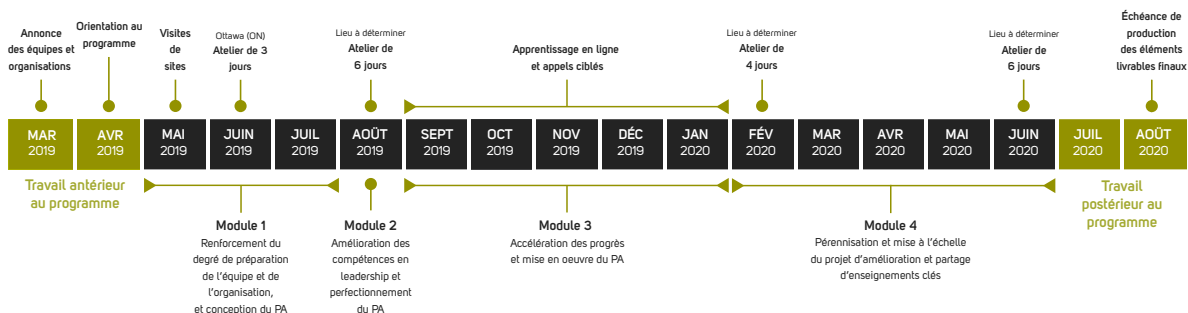 Annonce
des équipes et
organisations
Orientation au
programme
Visites
de
sites
Ottawa (ON)
Atelier de 3
jours
Lieu à déterminer
Atelier de
6 jours
Apprentissage en ligne
et appels ciblés
Lieu à déterminer
Atelier de
4 jours
Lieu à déterminer
Atelier de
6 jours
Échéance de
production
des éléments
livrables finaux
MAR
2019
AVR
2019
MAI
2019
JUIN
2019
JUIL
2019
AOÜT
2019
SEPT
2019
OCT
2019
NOV
2019
DÉC
2019
JAN
2020
FÉV
2020
MAR
2020
AVR
2020
MAI
2020
JUIN
2020
JUIL
2020
AOÛT
2020
Travail antérieur
au programme
Module 1
Renforcement du
degré de préparation
de l'équipe et de
l'organisation,
et conception du PA
Module 2
Amélioration des
compétences en
leadership et
perfectionnement
du PA
Module 3
Accélération des progrès
et mise en oeuvre du PA
Module 4
Pérennisation et mise à l'échelle
du projet d'amélioration et partage
d'enseignements clés
Travail
postérieur au
programme